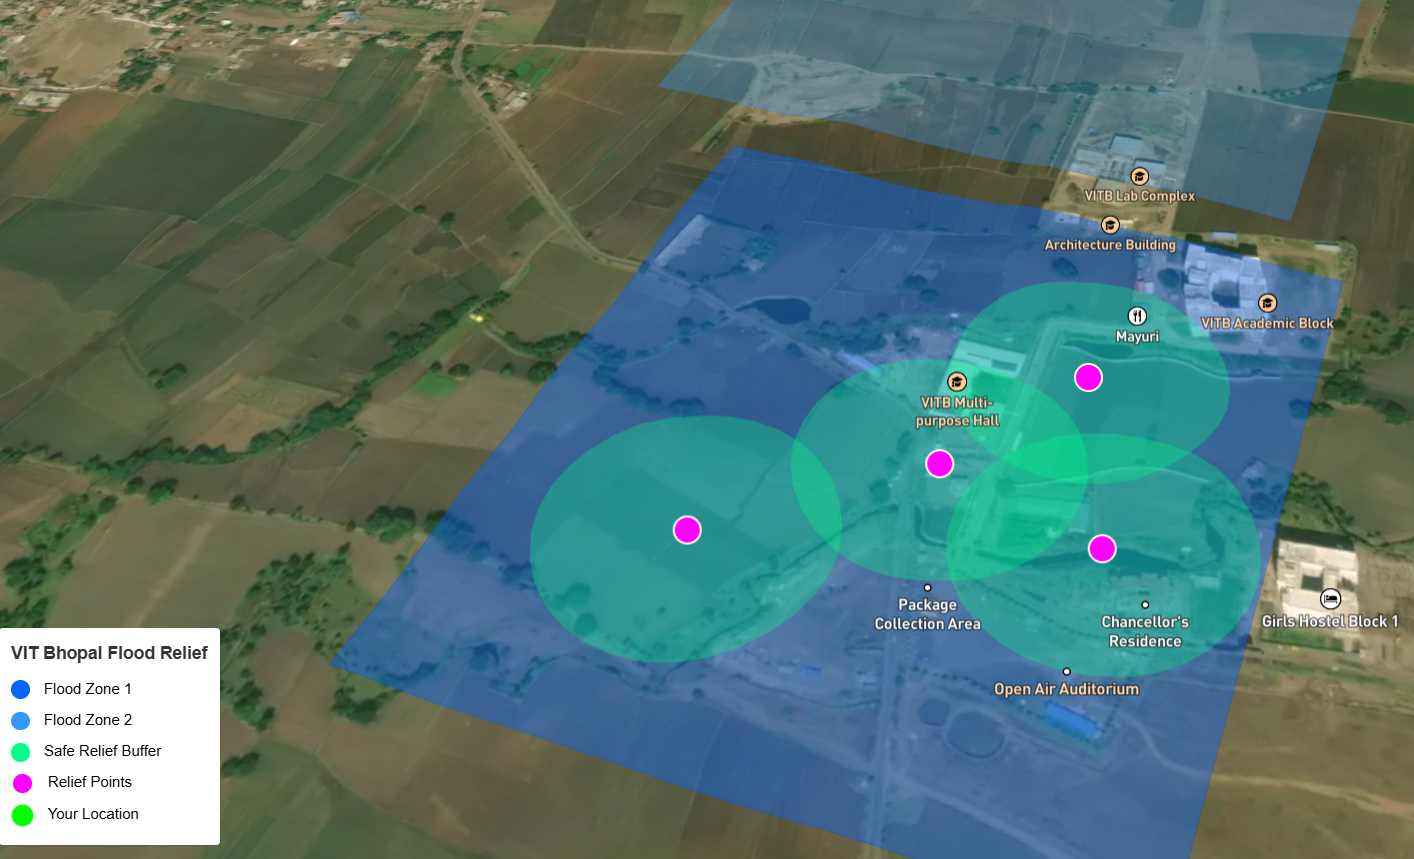 VITB Lab Complex
Architecture Building
VITB Academic Block
Mayuri
VITB Multi-
purpose Hall
Package
Collection Area
Chancellor's
Residence
Girls Hostel Block 1
Open Air Auditorium
VIT Bhopal Flood Relief
Flood Zone 1
Flood Zone 2
Safe Relief Buffer
Relief Points
Your Location